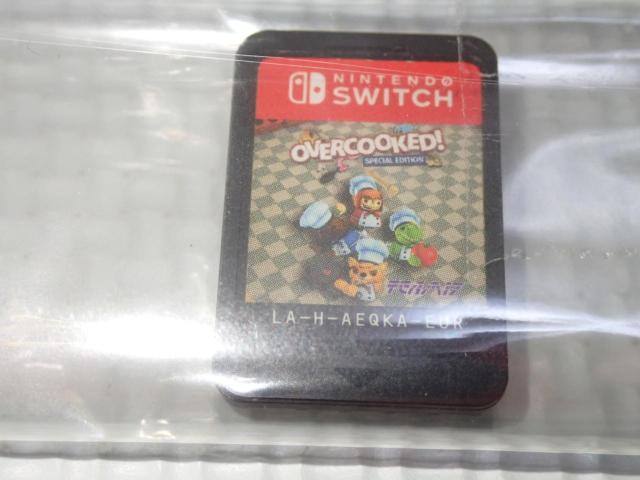 NINTENDO
SWITCH
OVERCOOKED!
SPECIAL EDITION
LA-H-AEQKA-EUR